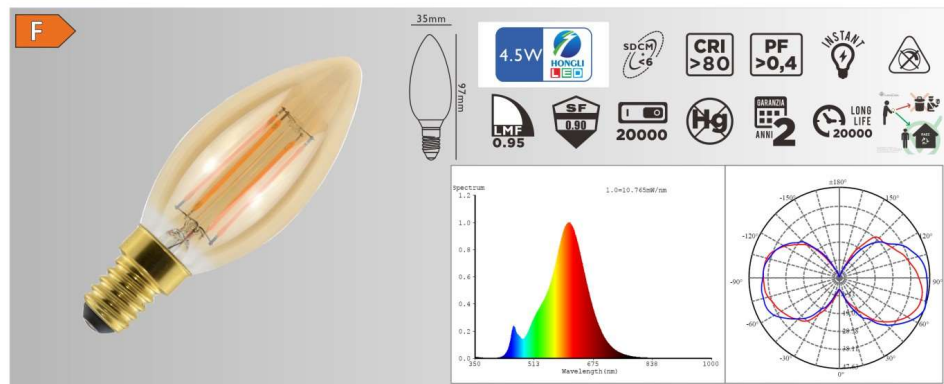 F
35mm
97mm
4.5W
HONGLI
LED
SDCM
<6
CRI
>80
PF
>0,4
INSTANT
LMF
0.95
SF
0.90
I O
20000
Hg
GARANZIA
ANNI 2
LONG
LIFE
20000
Spectrum
1.0=10.765mW/nm
1.2
1.0
0.8
0.6
0.4
0.2
0.0
350 513 675 838 1000
Wavelength(nm)
±180°
-150° 150°
-120° 120°
-90° 90°
-60° 60°
-30° 30°
0°